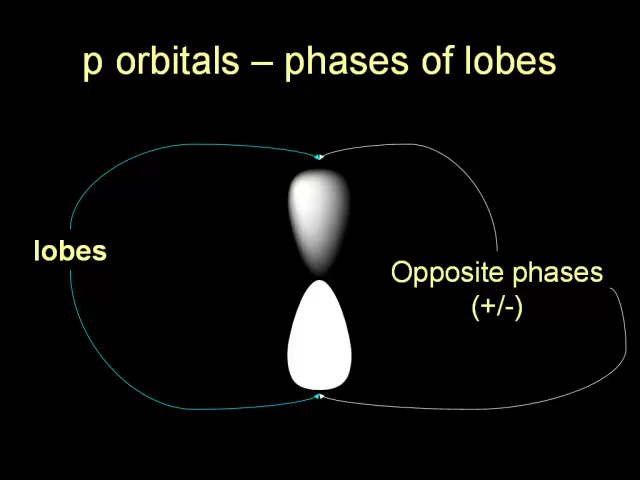 p orbitals – phases of lobes
lobes
Opposite phases
(+/-)